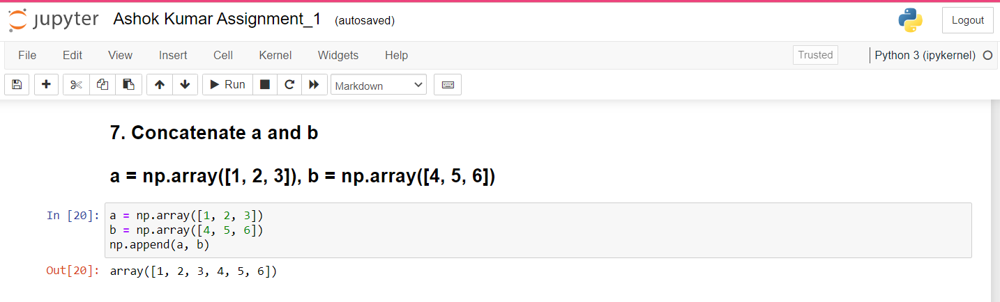 jupyter Ashok Kumar Assignment_1 (autosaved) Logout
File Edit View Insert Cell Kernel Widgets Help Trusted Python 3 (ipykernel)
Run Markdown
7. Concatenate a and b
a = np.array([1, 2, 3]), b = np.array([4, 5, 6])
In [20]: a = np.array([1, 2, 3])
b = np.array([4, 5, 6])
np.append(a, b)
Out[20]: array([1, 2, 3, 4, 5, 6])